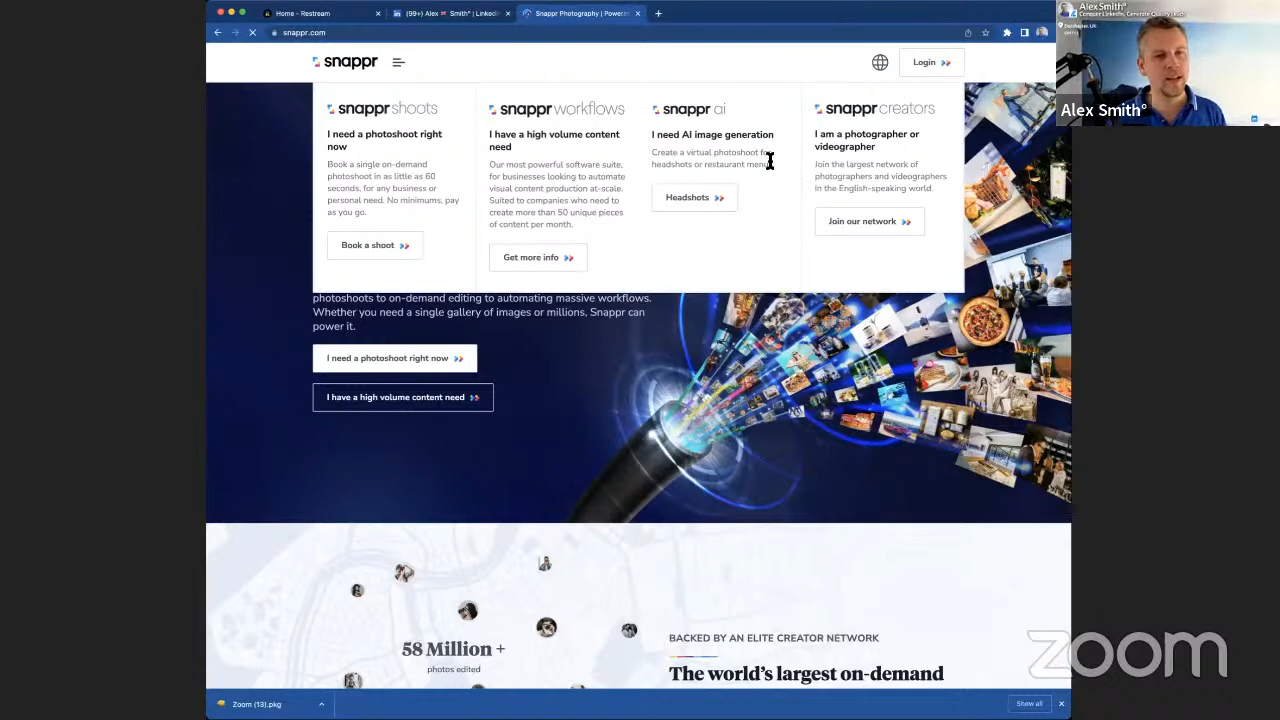 Home - Restream
(99+) Alex 🇬🇧 Smith° | LinkedIn
Snappr Photography | Powerin
snappr.com
snappr
Login
snappr shoots
I need a photoshoot right
now
Book a single on-demand
photoshoot in as little as 60
seconds, for any business or
personal need. No minimums, pay
as you go.
Book a shoot
snappr workflows
I have a high volume content
need
Our most powerful software suite,
for businesses looking to automate
visual content production at-scale.
Suited to companies who need to
create more than 50 unique pieces
of content per month.
Get more info
snappr ai
I need AI image generation
Create a virtual photoshoot for
headshots or restaurant menu
Headshots
snappr creators
I am a photographer or
videographer
Join the largest network of
photographers and videographers
in the English-speaking world.
Join our network
photoshoots to on-demand editing to automating massive workflows.
Whether you need a single gallery of images or millions, Snappr can
power it.
I need a photoshoot right now
I have a high volume content need
58 Million +
photos edited
BACKED BY AN ELITE CREATOR NETWORK
The world's largest on-demand
Zoom (13).pkg
Show all
Alex Smith°
Conquer LinkedIn, Generate Quality Leads
Dorchester, UK
Alex Smith°
zoom